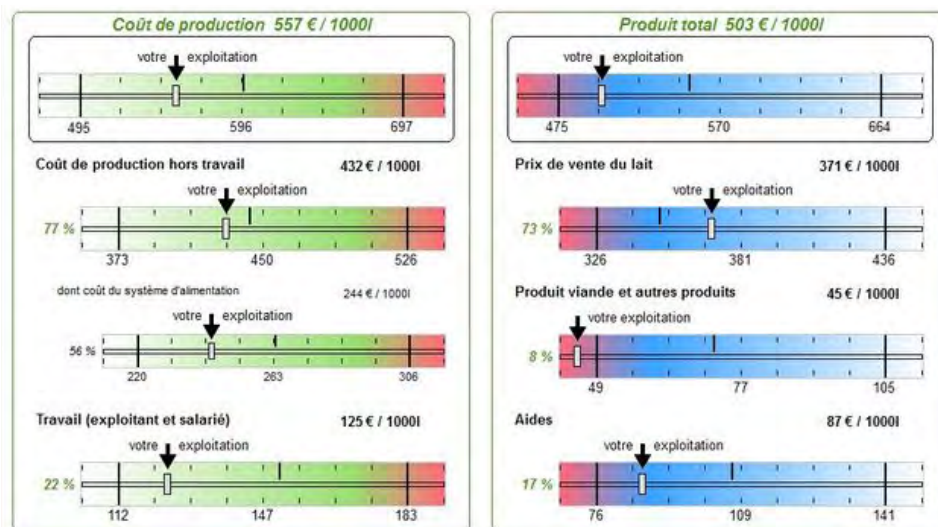 Coût de production 557 € / 1000l
votre exploitation
495 596 697
Coût de production hors travail 432 € / 1000l
votre exploitation
77 %
373 450 526
dont coût du système d'alimentation 244 € / 1000l
votre exploitation
56 %
220 263 306
Travail (exploitant et salarié) 125 € / 1000l
votre exploitation
22 %
112 147 183
Produit total 503 € / 1000l
votre exploitation
475 570 664
Prix de vente du lait 371 € / 1000l
votre exploitation
73 %
326 381 436
Produit viande et autres produits 45 € / 1000l
votre exploitation
8 %
49 77 105
Aides 87 € / 1000l
votre exploitation
17 %
76 109 141